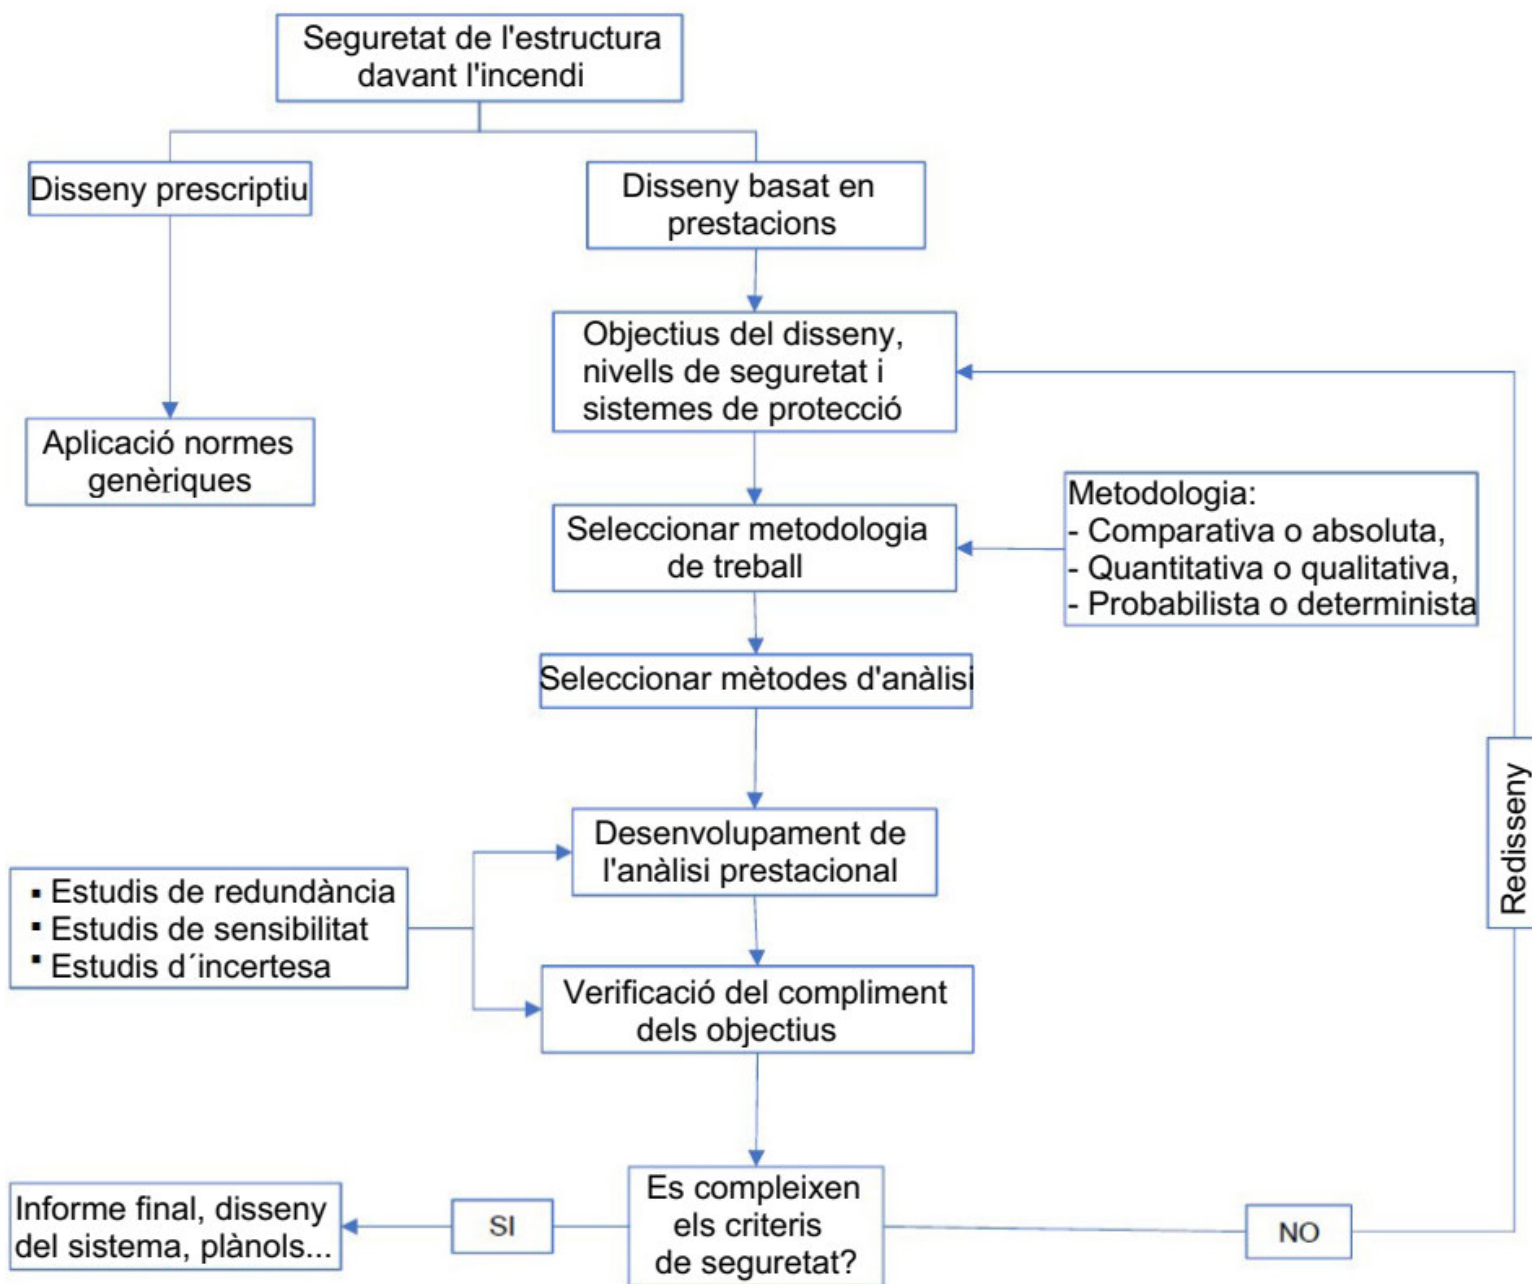 Seguretat de l'estructura
davant l'incendi
Disseny prescriptiu
Disseny basat en
prestacions
Objectius del disseny,
nivells de seguretat i
sistemes de protecció
Aplicació normes
genèriques
Metodologia:
- Comparativa o absoluta,
- Quantitativa o qualitativa,
- Probabilista o determinista
Seleccionar metodologia
de treball
Seleccionar mètodes d'anàlisi
Redisseny
Desenvolupament de
l'anàlisi prestacional
▪ Estudis de redundància
▪ Estudis de sensibilitat
▪ Estudis d´incertesa
Verificació del compliment
dels objectius
Es compleixen
els criteris
de seguretat?
SI
NO
Informe final, disseny
del sistema, plànols...